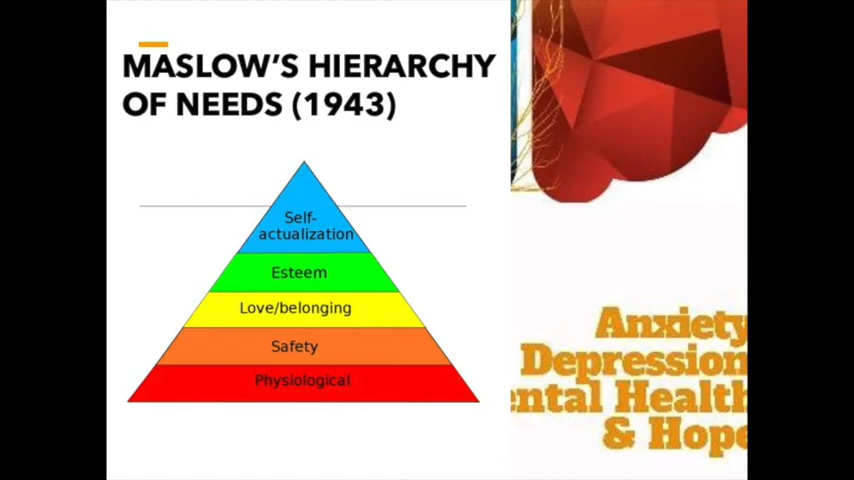 MASLOW'S HIERARCHY
OF NEEDS (1943)
Self-
actualization
Esteem
Love/belonging
Safety
Physiological
Anxiety
Depression
ental Health
& Hope